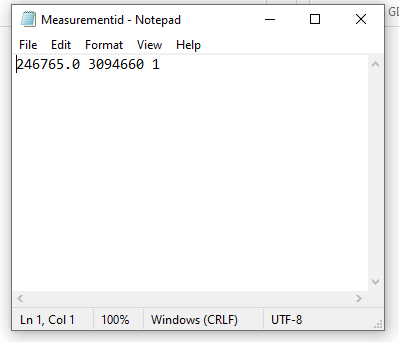 Measurementid - Notepad
GD
File Edit Format View Help
246765.0 3094660 1
Ln 1, Col 1 100% Windows (CRLF) UTF-8